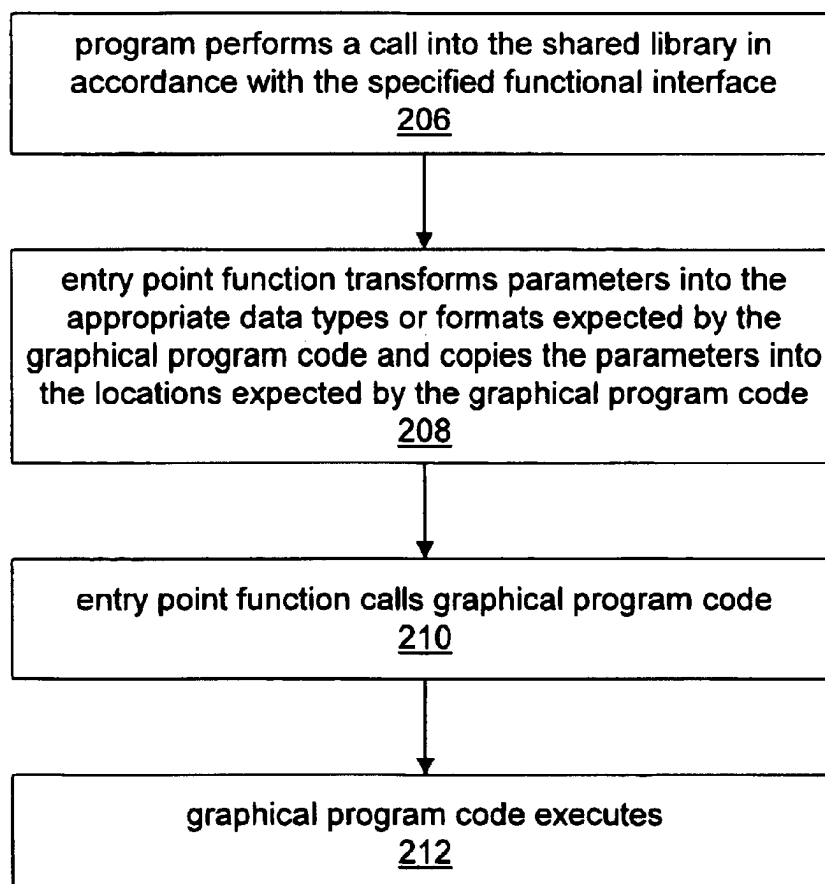 program performs a call into the shared library in
accordance with the specified functional interface
206
entry point function transforms parameters into the
appropriate data types or formats expected by the
graphical program code and copies the parameters into
the locations expected by the graphical program code
208
entry point function calls graphical program code
210
graphical program code executes
212